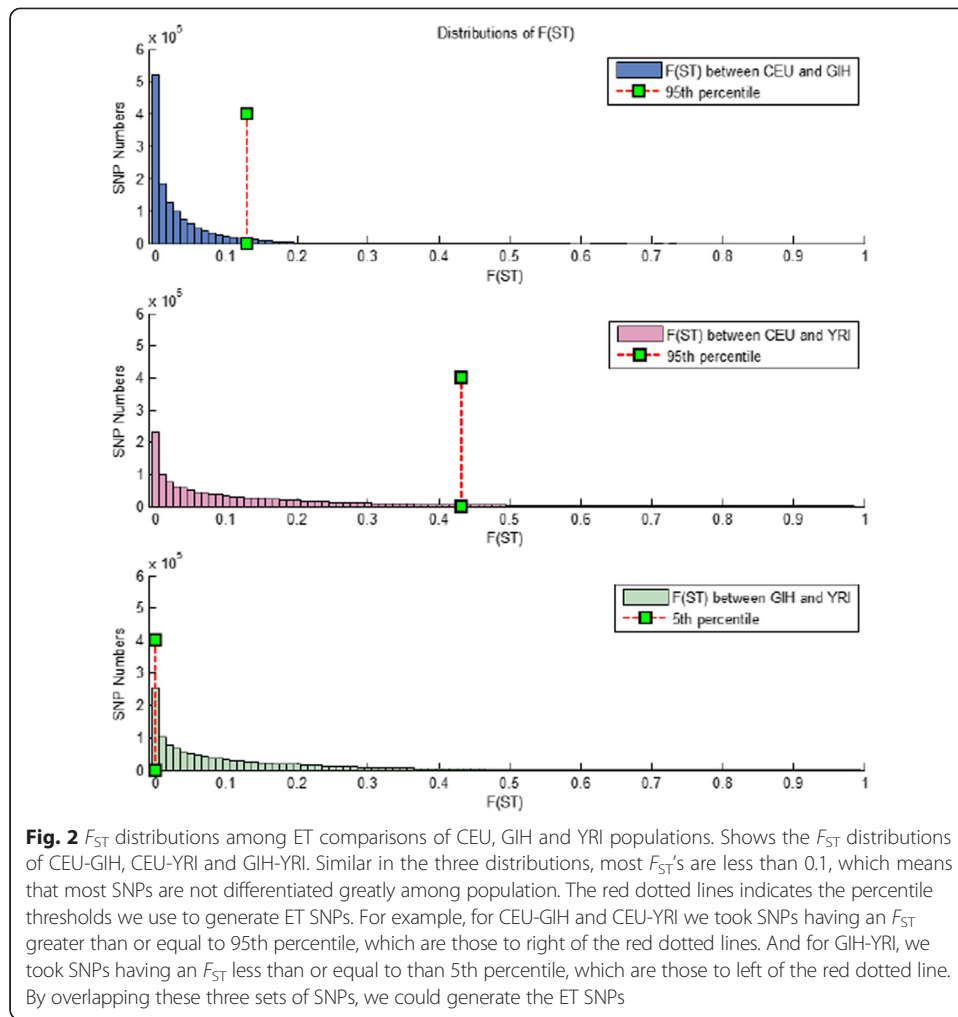 Distributions of F(ST)
x 10^5
6
5
4
3
2
1
0
SNP Numbers
F(ST) between CEU and GIH
95th percentile
0.1 0.2 0.3 0.4 0.5 0.6 0.7 0.8 0.9 1
F(ST)
x 10^5
6
5
4
3
2
1
0
SNP Numbers
F(ST) between CEU and YRI
95th percentile
0 0.1 0.2 0.3 0.4 0.5 0.6 0.7 0.8 0.9 1
F(ST)
x 10^5
6
5
4
3
2
1
0
SNP Numbers
F(ST) between GIH and YRI
5th percentile
0 0.1 0.2 0.3 0.4 0.5 0.6 0.7 0.8 0.9 1
F(ST)
Fig. 2 FST distributions among ET comparisons of CEU, GIH and YRI populations. Shows the FST distributions
of CEU-GIH, CEU-YRI and GIH-YRI. Similar in the three distributions, most FST's are less than 0.1, which means
that most SNPs are not differentiated greatly among population. The red dotted lines indicates the percentile
thresholds we use to generate ET SNPs. For example, for CEU-GIH and CEU-YRI we took SNPs having an FST
greater than or equal to 95th percentile, which are those to right of the red dotted lines. And for GIH-YRI, we
took SNPs having an FST less than or equal to than 5th percentile, which are those to left of the red dotted line.
By overlapping these three sets of SNPs, we could generate the ET SNPs